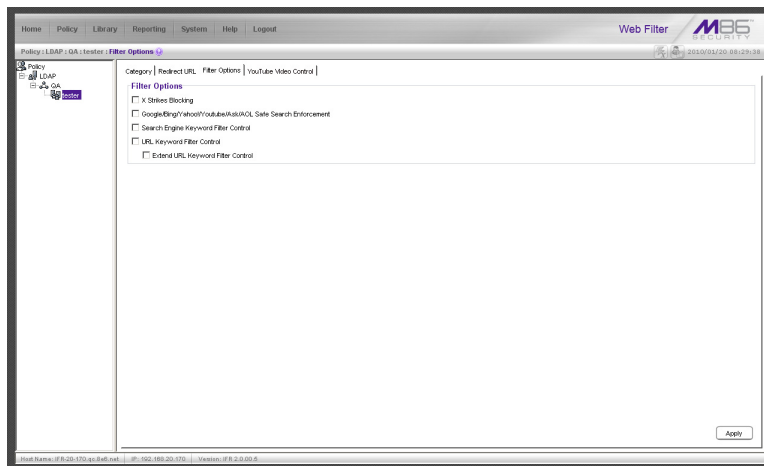 Home Policy Library Reporting System Help Logout
Web Filter
M86 SECURITY
Policy : LDAP : QA : tester : Filter Options
2010/01/20 08:29:38
Policy
LDAP
QA
tester
Category Redirect URL Filter Options YouTube Video Control
Filter Options
X Strikes Blocking
Google/Bing/Yahoo!/Youtube/Ask/AOL Safe Search Enforcement
Search Engine Keyword Filter Control
URL Keyword Filter Control
Extend URL Keyword Filter Control
Apply
Host Name: IFR-20-170.qc.8e6.net IP: 192.168.20.170 Version: IFR 2.0.00.5